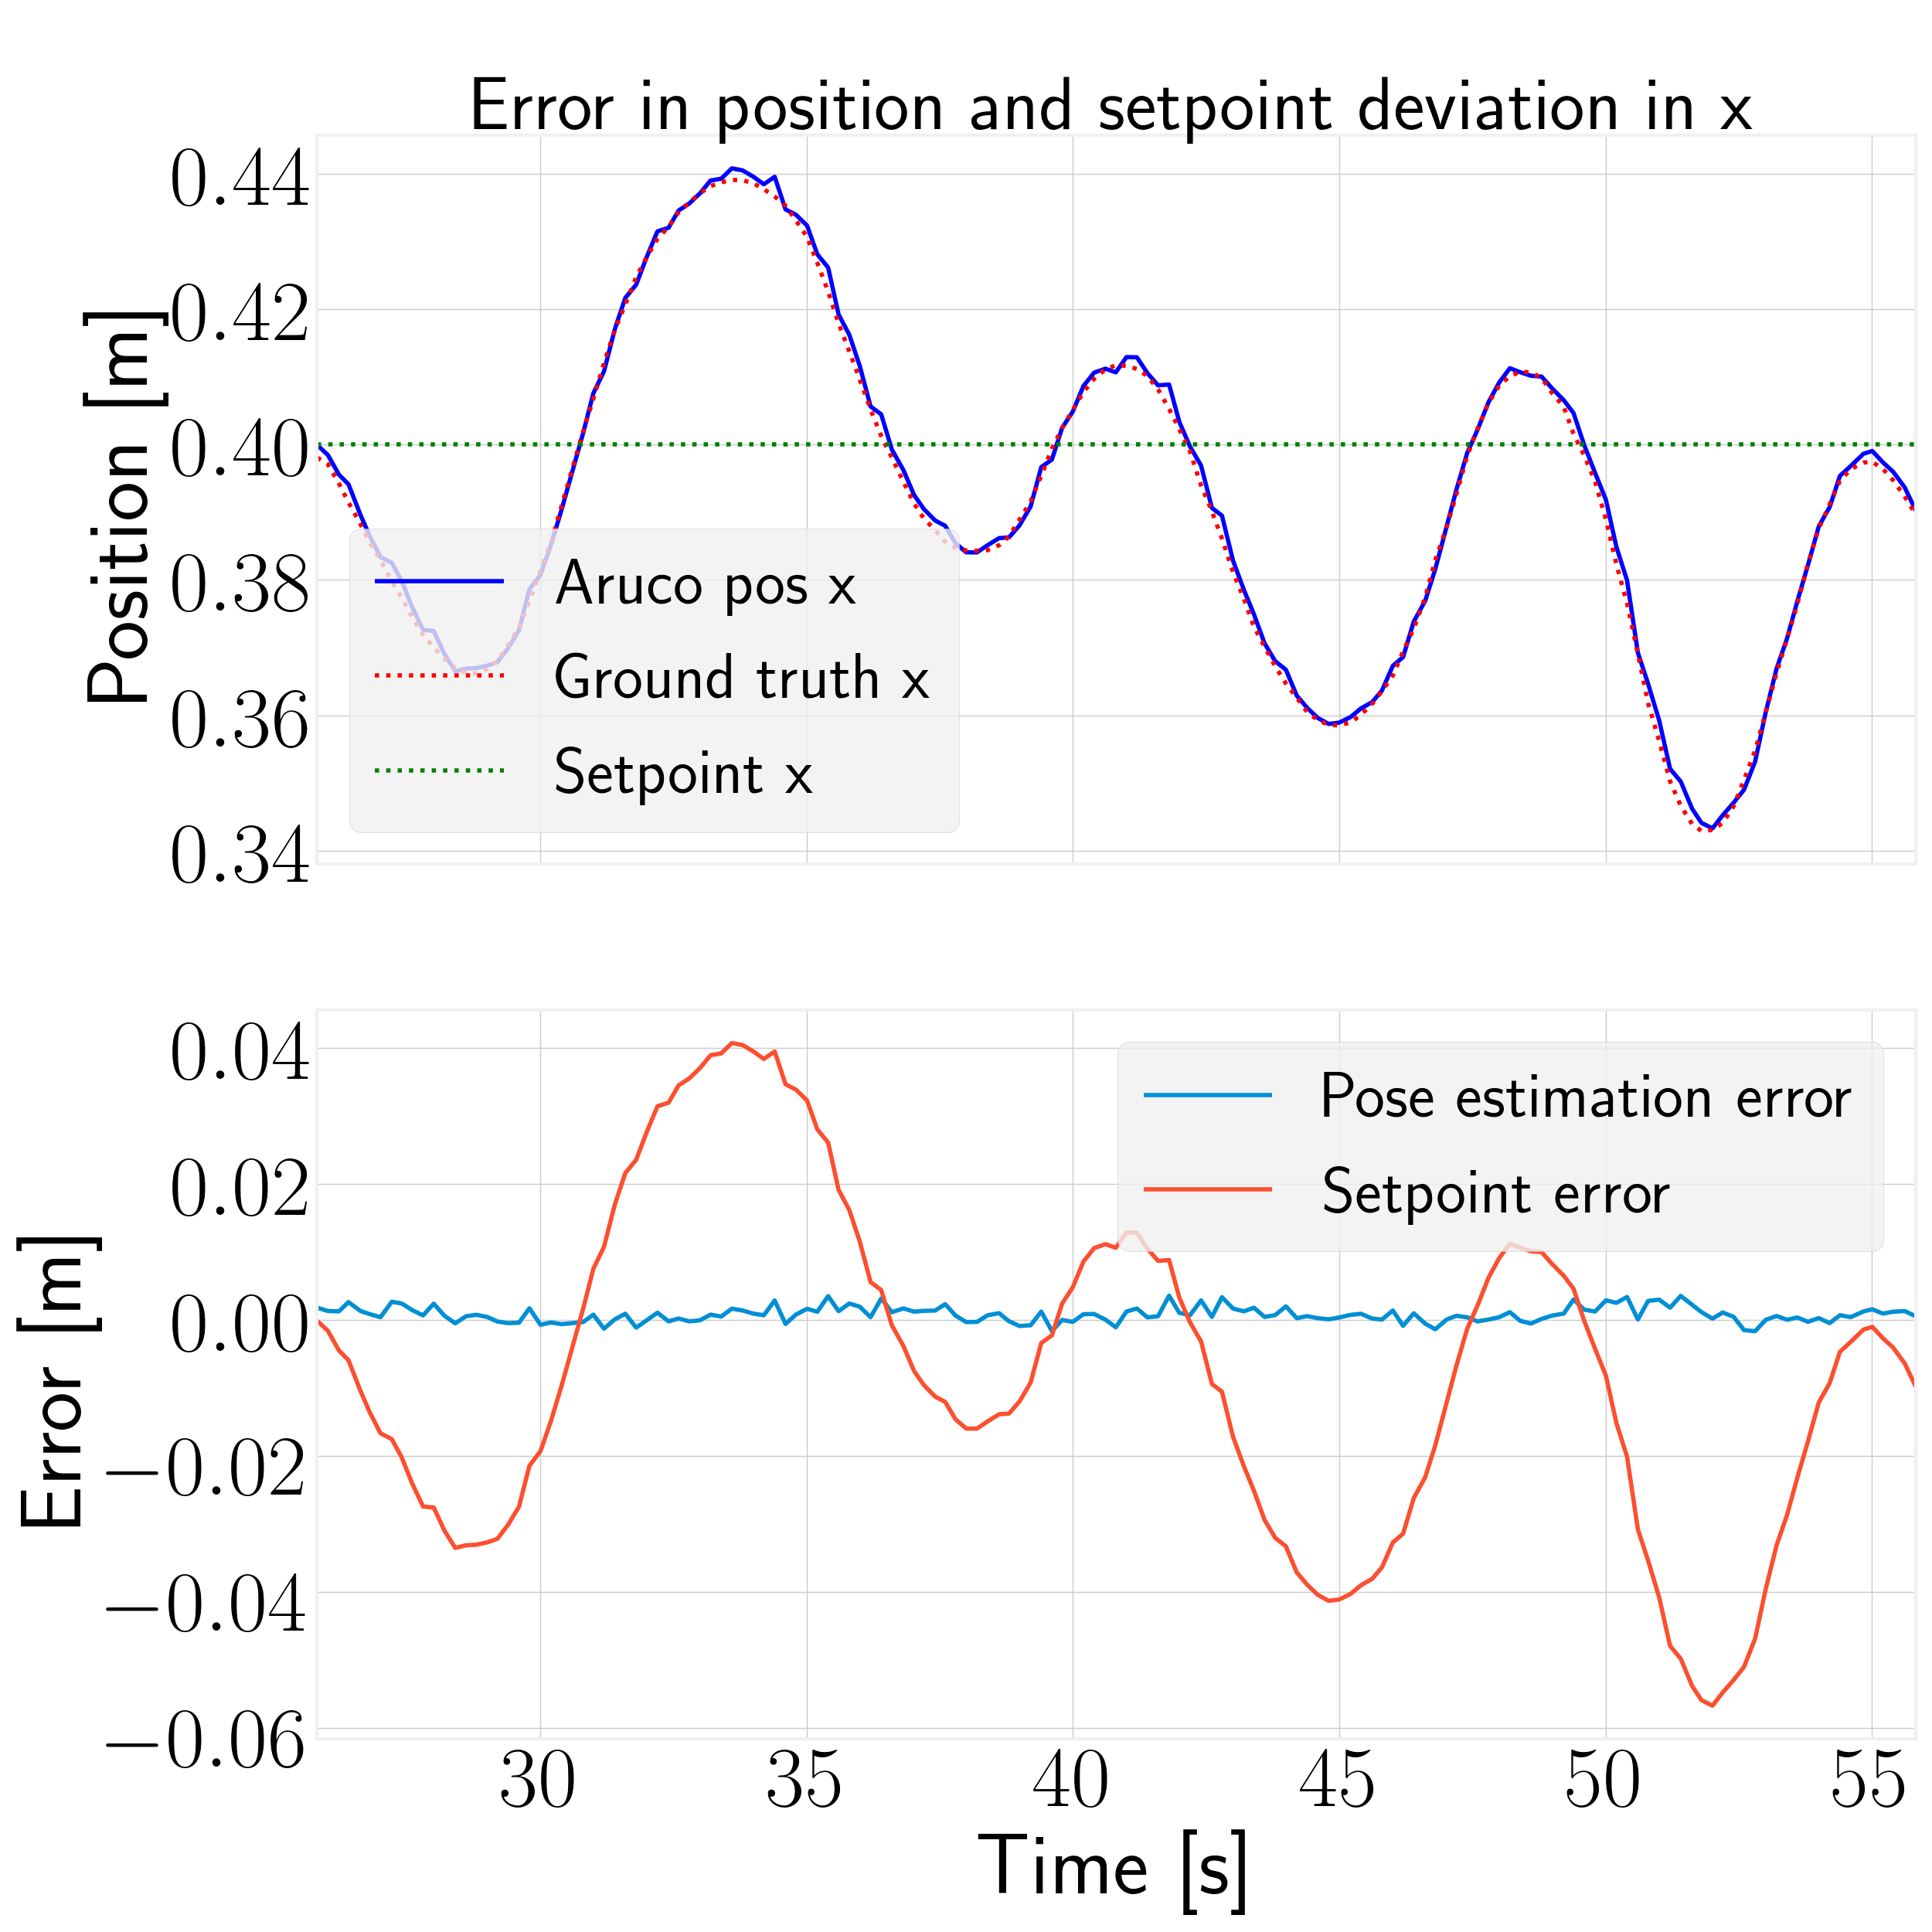 Error in position and setpoint deviation in x
Position [m]
0.44
0.42
0.40
0.38
0.36
0.34
Aruco pos x
Ground truth x
Setpoint x
Error [m]
0.04
0.02
0.00
−0.02
−0.04
−0.06
Pose estimation error
Setpoint error
30 35 40 45 50 55
Time [s]